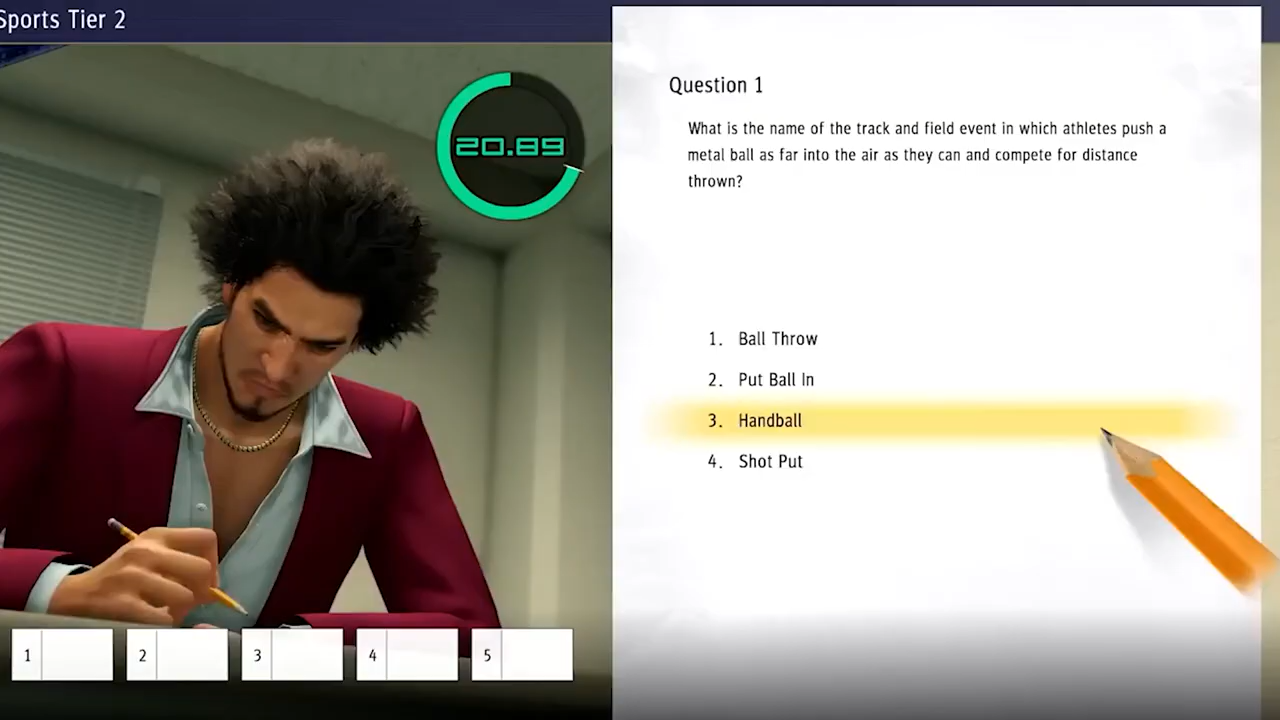 Sports Tier 2
20.89
Question 1
What is the name of the track and field event in which athletes push a
metal ball as far into the air as they can and compete for distance
thrown?
1. Ball Throw
2. Put Ball In
3. Handball
4. Shot Put
1 2 3 4 5